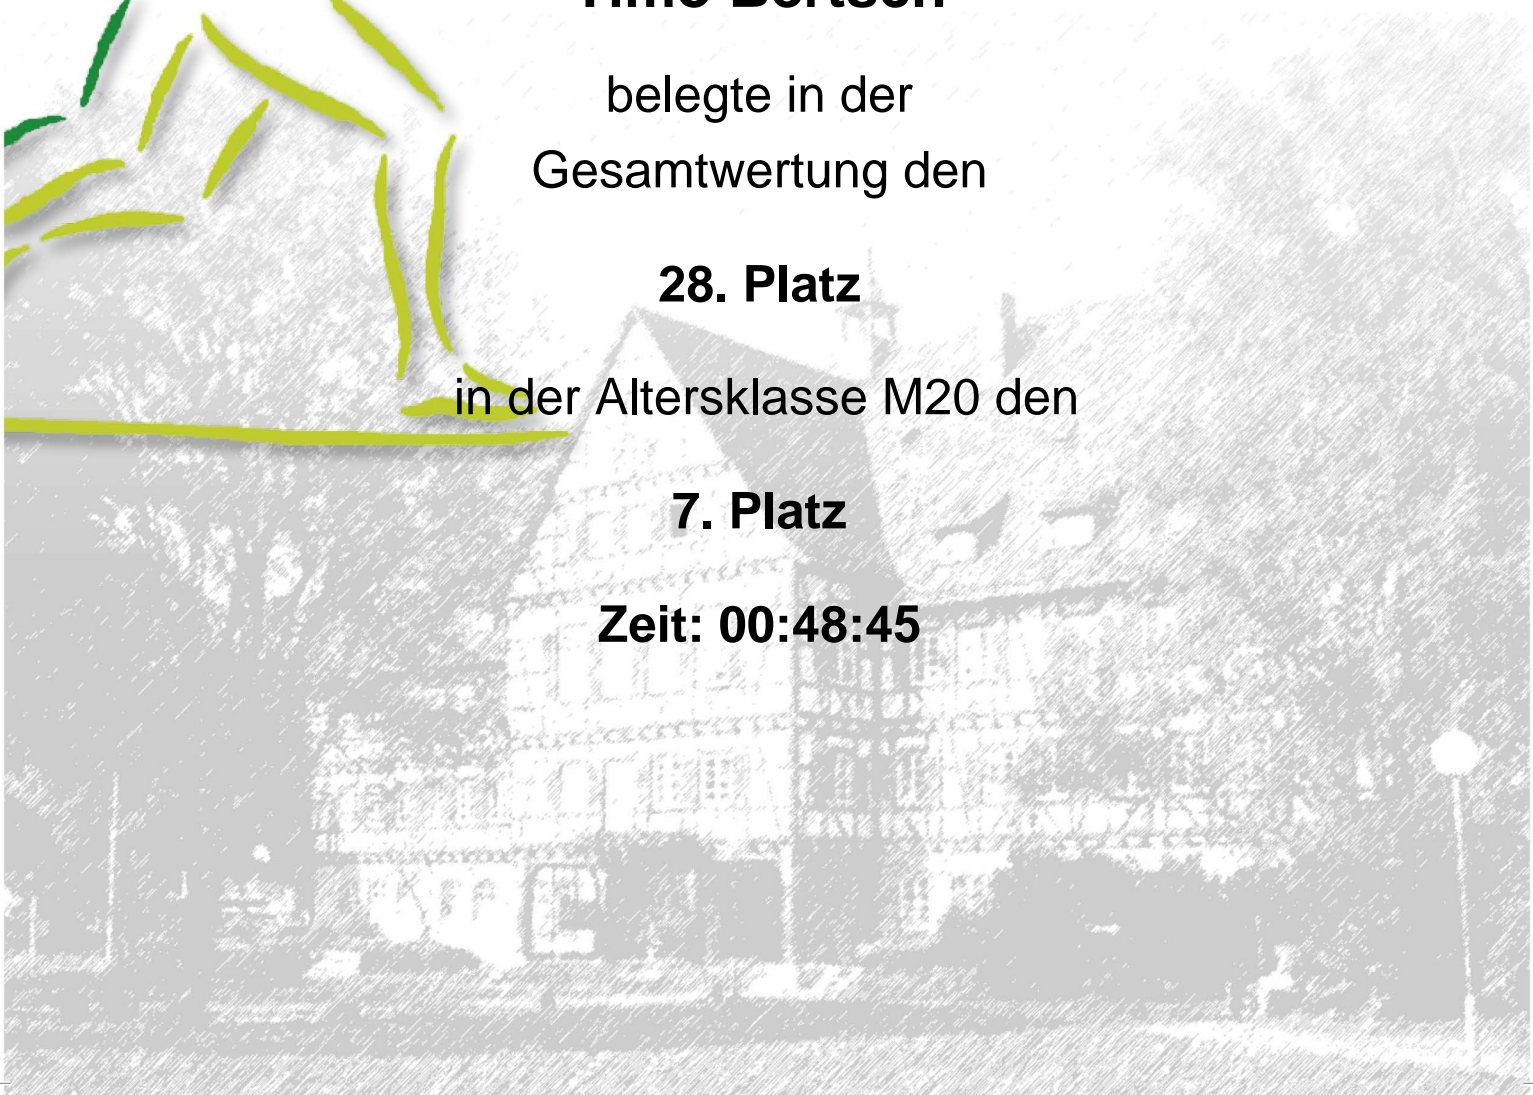 belegte in der
Gesamtwertung den
28. Platz
in der Altersklasse M20 den
7. Platz
Zeit: 00:48:45